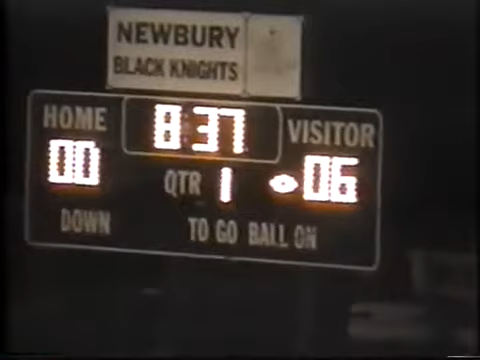 NEWBURY
BLACK KNIGHTS
HOME 8:37 VISITOR
00 QTR 1 06
DOWN TO GO BALL ON